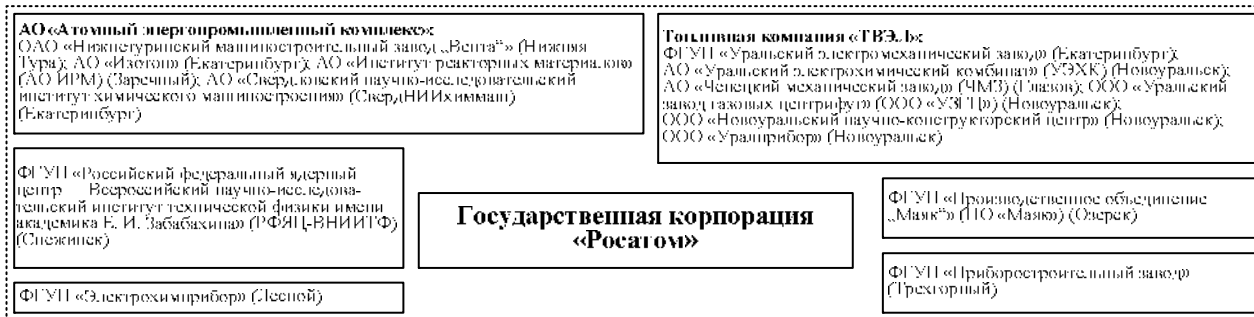 АО «Атомный энергопромышленный комплекс»:
ОАО «Нижнетуринский машиностроительный завод „Вента“» (Нижняя
Тура); АО «Изотоп» (Екатеринбург); АО «Институт реакторных материалов»
(АО ИРМ) (Заречный); АО «Свердловский научно-исследовательский
институт химического машиностроения» (СвердНИИхиммаш)
(Екатеринбург)
Топливная компания «ТВЭЛ»:
ФГУП «Уральский электромеханический завод» (Екатеринбург);
АО «Уральский электрохимический комбинат» (УЭХК) (Новоуральск);
АО «Чепецкий механический завод» (ЧМЗ) (Глазов); ООО «Уральский
завод газовых центрифуг» (ООО «УЗГЦ») (Новоуральск);
ООО «Новоуральский научно-конструкторский центр» (Новоуральск);
ООО «Уралприбор» (Новоуральск)
ФГУП «Российский федеральный ядерный
центр — Всероссийский научно-исследова-
тельский институт технической физики имени
академика Е. И. Забабахина» (РФЯЦ-ВНИИТФ)
(Снежинск)
Государственная корпорация
«Росатом»
ФГУП «Производственное объединение
„Маяк“» (ПО «Маяк») (Озерск)
ФГУП «Электрохимприбор» (Лесной)
ФГУП «Приборостроительный завод»
(Трехгорный)